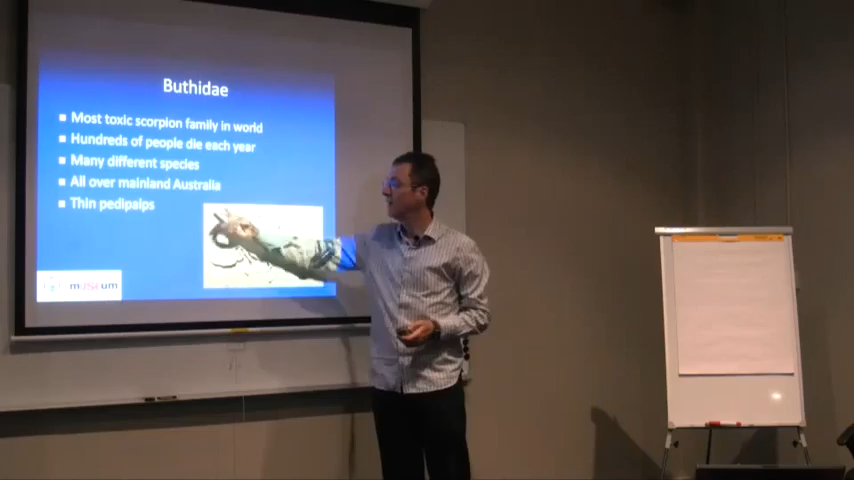 Buthidae
Most toxic scorpion family in world
Hundreds of people die each year
Many different species
All over mainland Australia
Thin pedipalps
museum